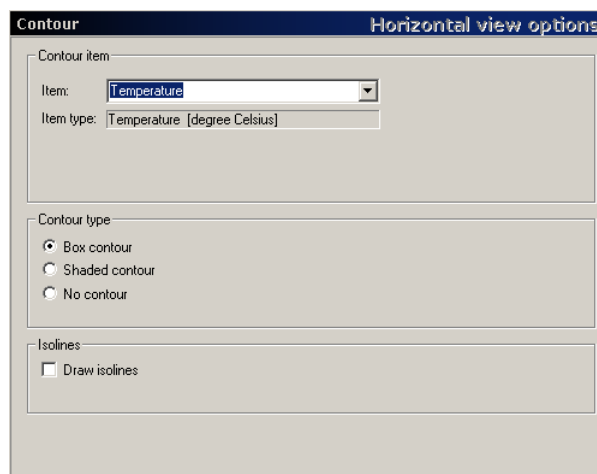 Contour Horizontal view options
Contour item
Item: Temperature
Item type: Temperature [degree Celsius]
Contour type
Box contour
Shaded contour
No contour
Isolines
Draw isolines